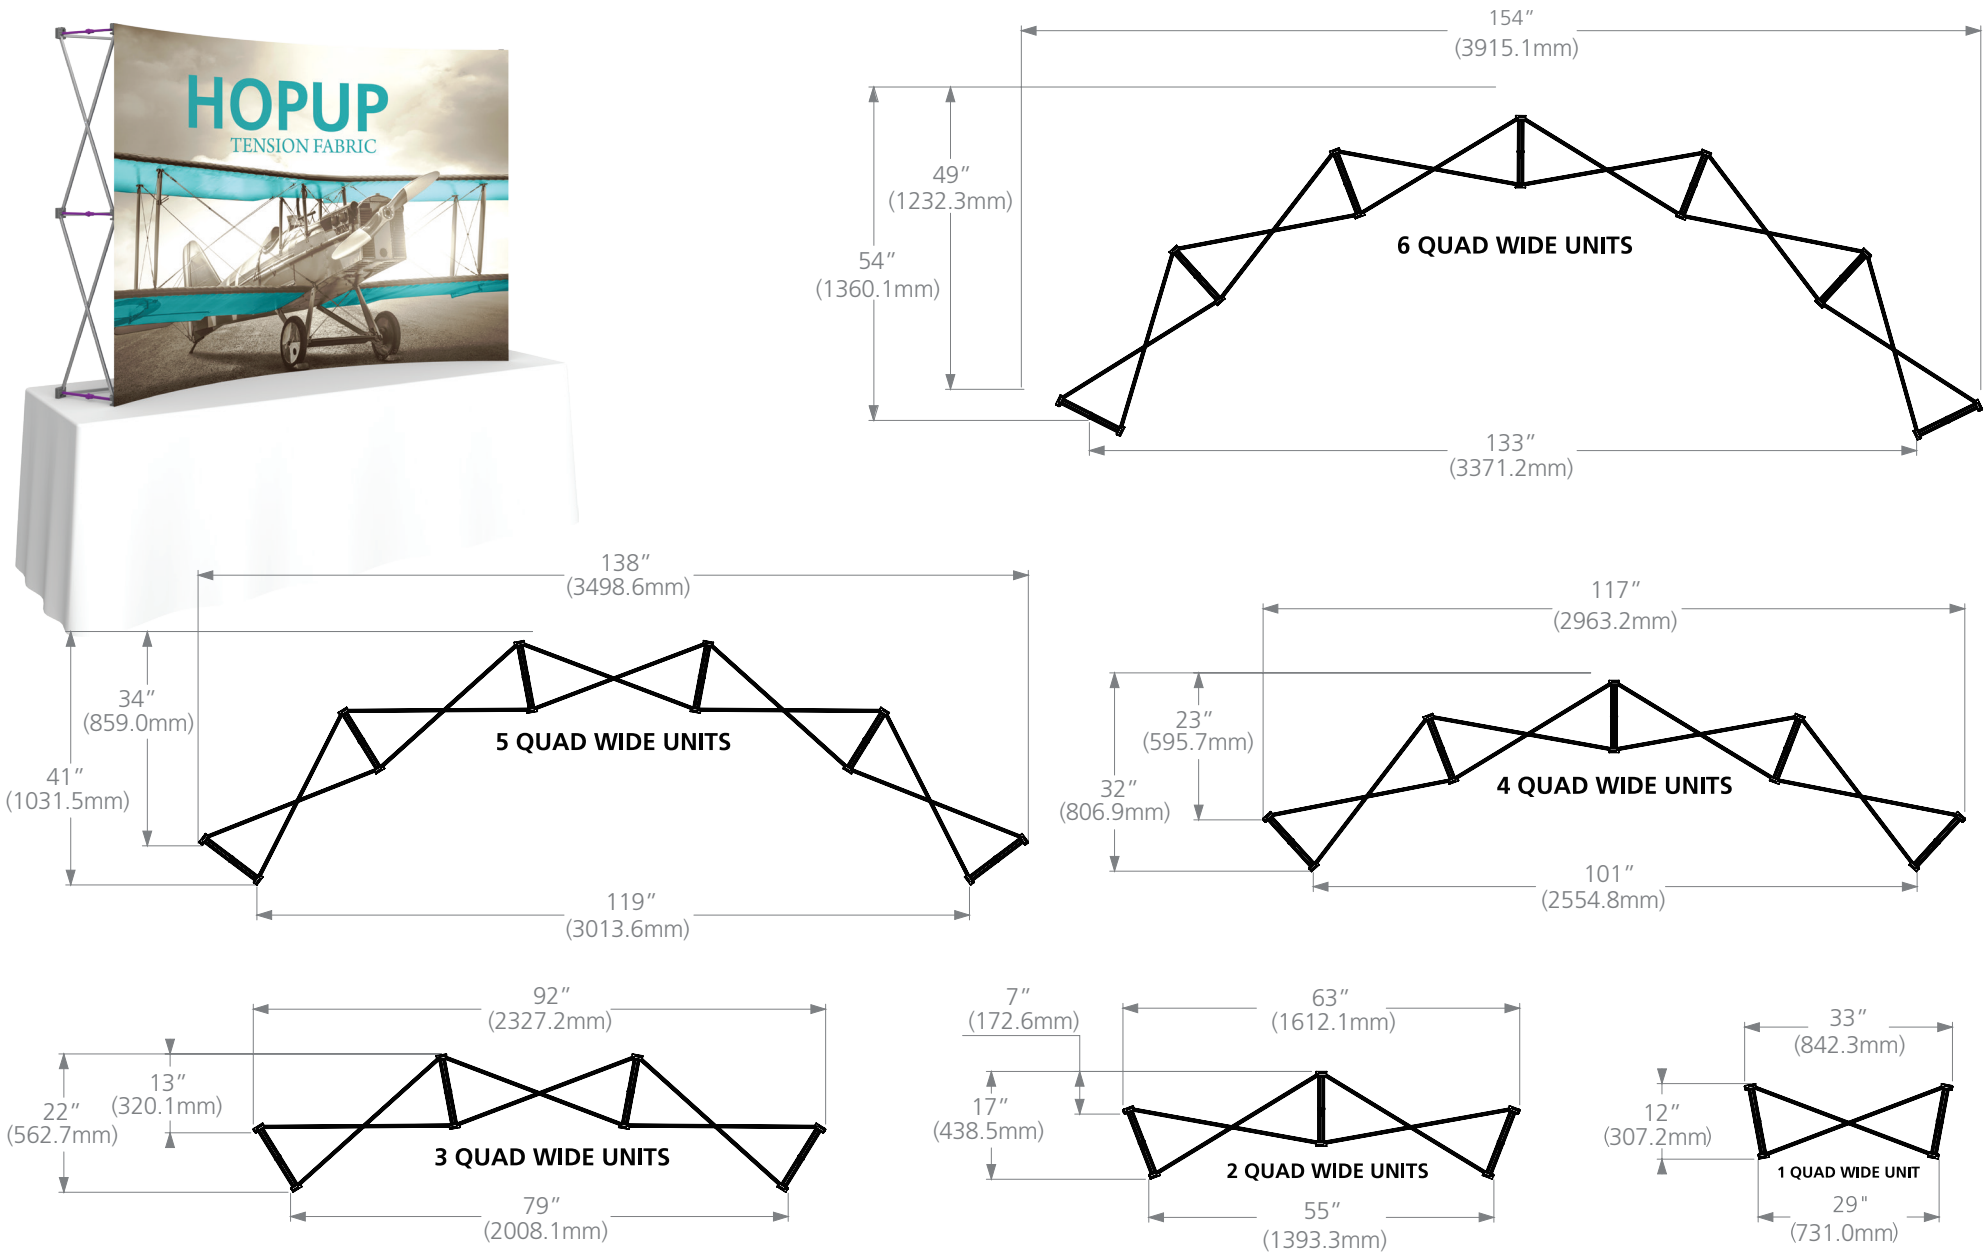 HOPUP
TENSION FABRIC
154"
(3915.1mm)
49"
(1232.3mm)
54"
(1360.1mm)
6 QUAD WIDE UNITS
133"
(3371.2mm)
138"
(3498.6mm)
34"
(859.0mm)
41"
(1031.5mm)
5 QUAD WIDE UNITS
119"
(3013.6mm)
117"
(2963.2mm)
23"
(595.7mm)
32"
(806.9mm)
4 QUAD WIDE UNITS
101"
(2554.8mm)
92"
(2327.2mm)
13"
(320.1mm)
22"
(562.7mm)
3 QUAD WIDE UNITS
79"
(2008.1mm)
7"
(172.6mm)
63"
(1612.1mm)
17"
(438.5mm)
2 QUAD WIDE UNITS
55"
(1393.3mm)
33"
(842.3mm)
12"
(307.2mm)
1 QUAD WIDE UNIT
29"
(731.0mm)